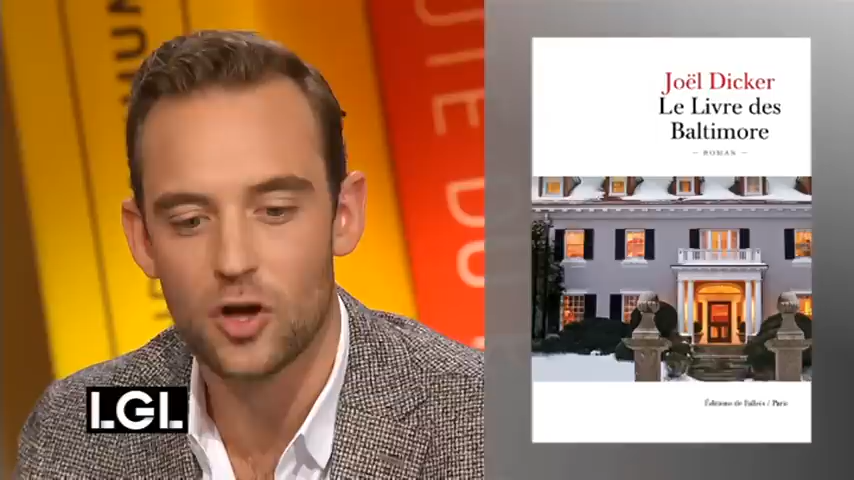 LGL
Joël Dicker
Le Livre des
Baltimore
– ROMAN –
Éditions de Fallois / Paris